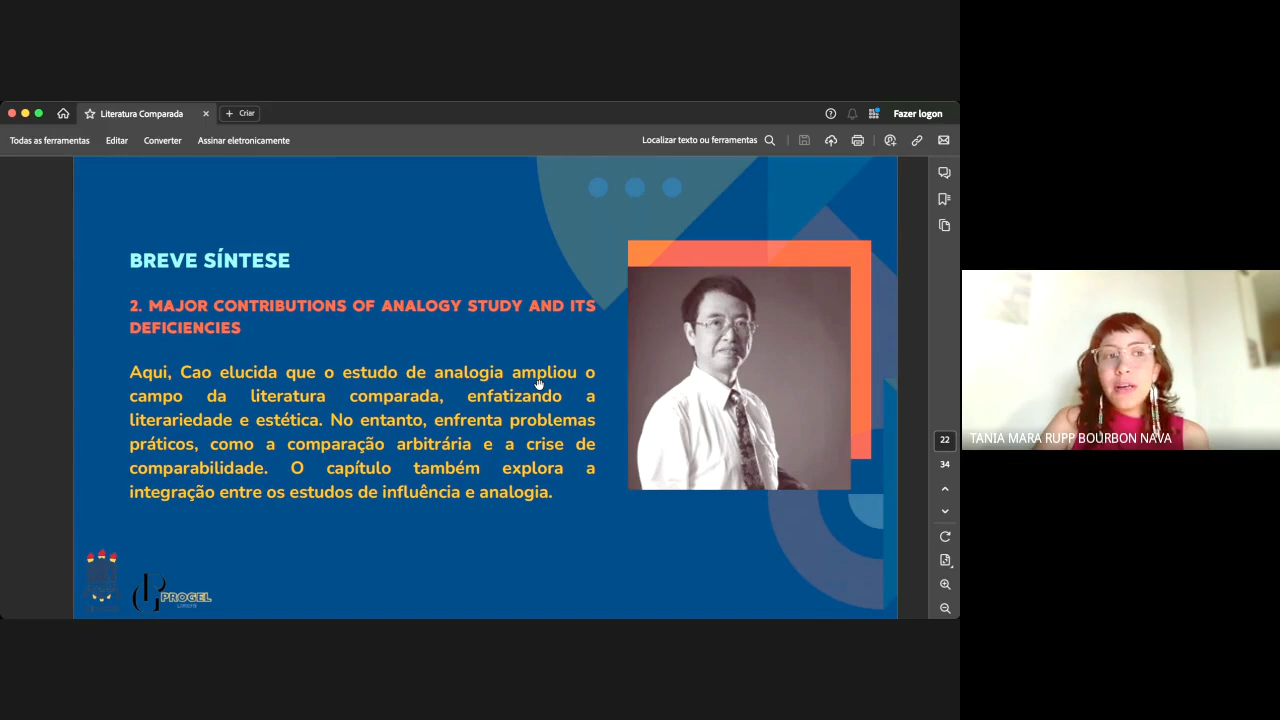 Literatura Comparada
Criar
Fazer logon
Todas as ferramentas
Editar
Converter
Assinar eletronicamente
Localizar texto ou ferramentas
BREVE SÍNTESE
2. MAJOR CONTRIBUTIONS OF ANALOGY STUDY AND ITS
DEFICIENCIES
Aqui, Cao elucida que o estudo de analogia ampliou o
campo da literatura comparada, enfatizando a
literariedade e estética. No entanto, enfrenta problemas
práticos, como a comparação arbitrária e a crise de
comparabilidade. O capítulo também explora a
integração entre os estudos de influência e analogia.
PROGEL
22
34
TANIA MARA RUPP BOURBON NAVA